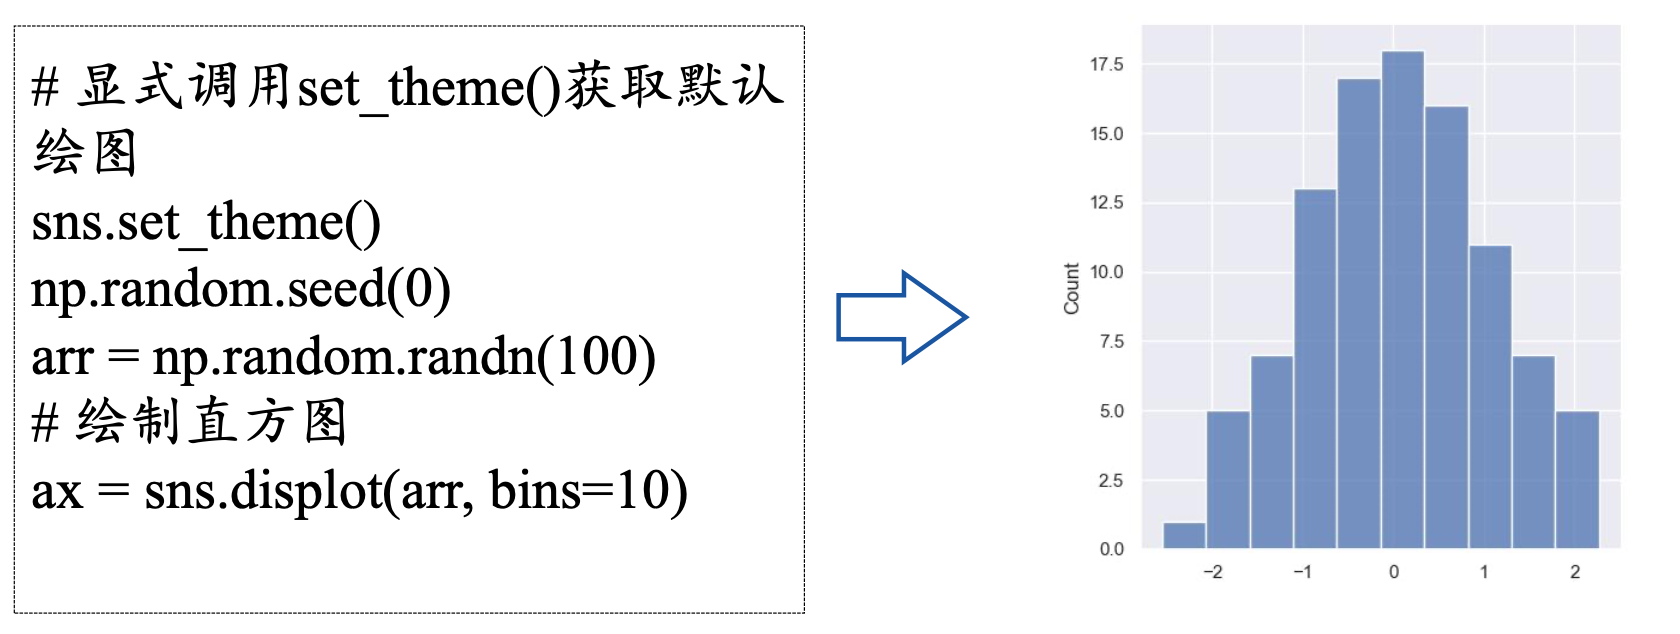 # 显式调用set_theme()获取默认
绘图
sns.set_theme()
np.random.seed(0)
arr = np.random.randn(100)
# 绘制直方图
ax = sns.displot(arr, bins=10)
17.5
15.0
12.5
10.0
7.5
5.0
2.5
0.0
Count
−2 −1 0 1 2